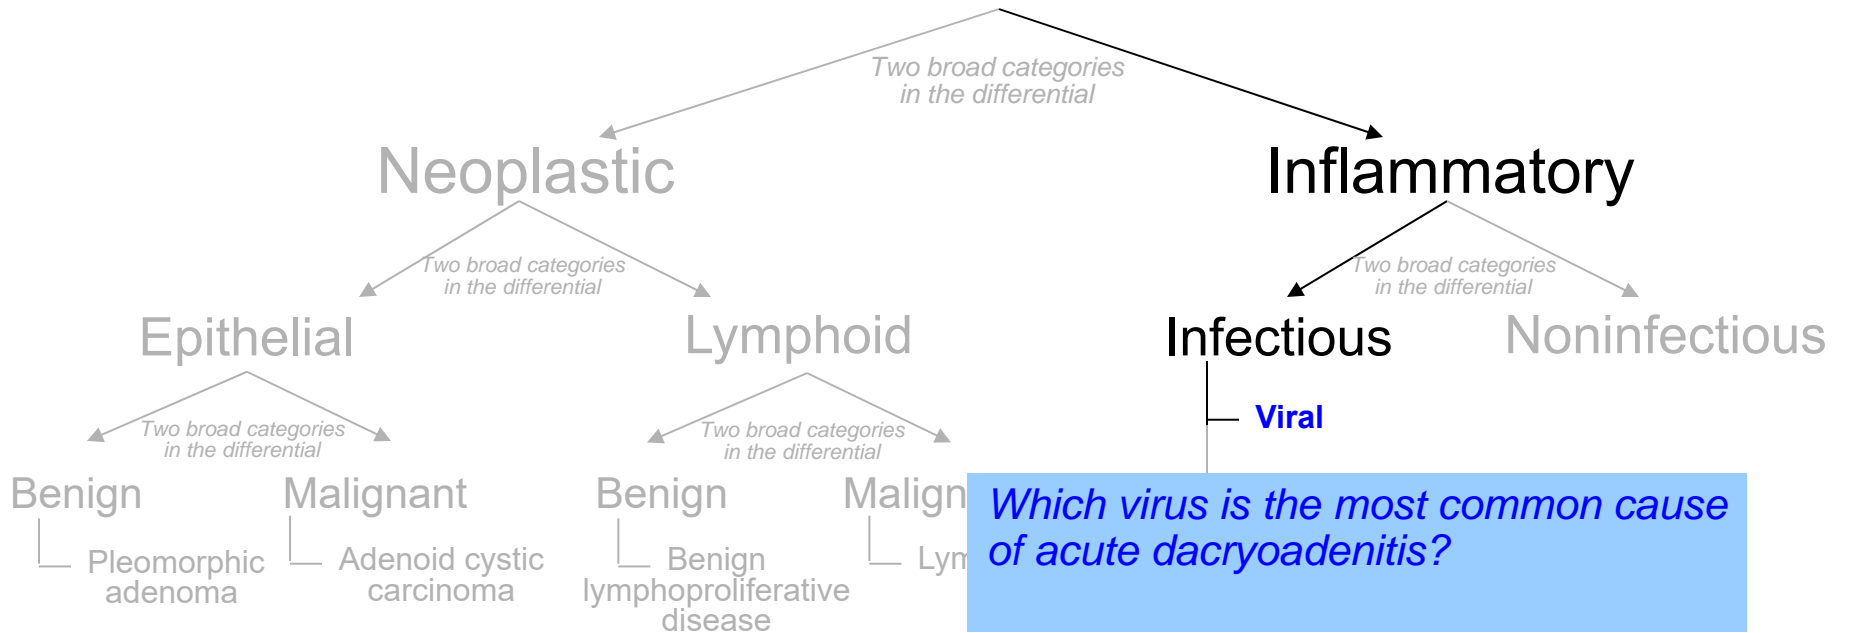 Two broad categories
in the differential
Neoplastic
Inflammatory
Two broad categories
in the differential
Two broad categories
in the differential
Epithelial
Lymphoid
Infectious
Noninfectious
Viral
Two broad categories
in the differential
Two broad categories
in the differential
Benign
Malignant
Benign
Malign
Pleomorphic
adenoma
Adenoid cystic
carcinoma
Benign
lymphoproliferative
disease
Lym
Which virus is the most common cause
of acute dacryoadenitis?